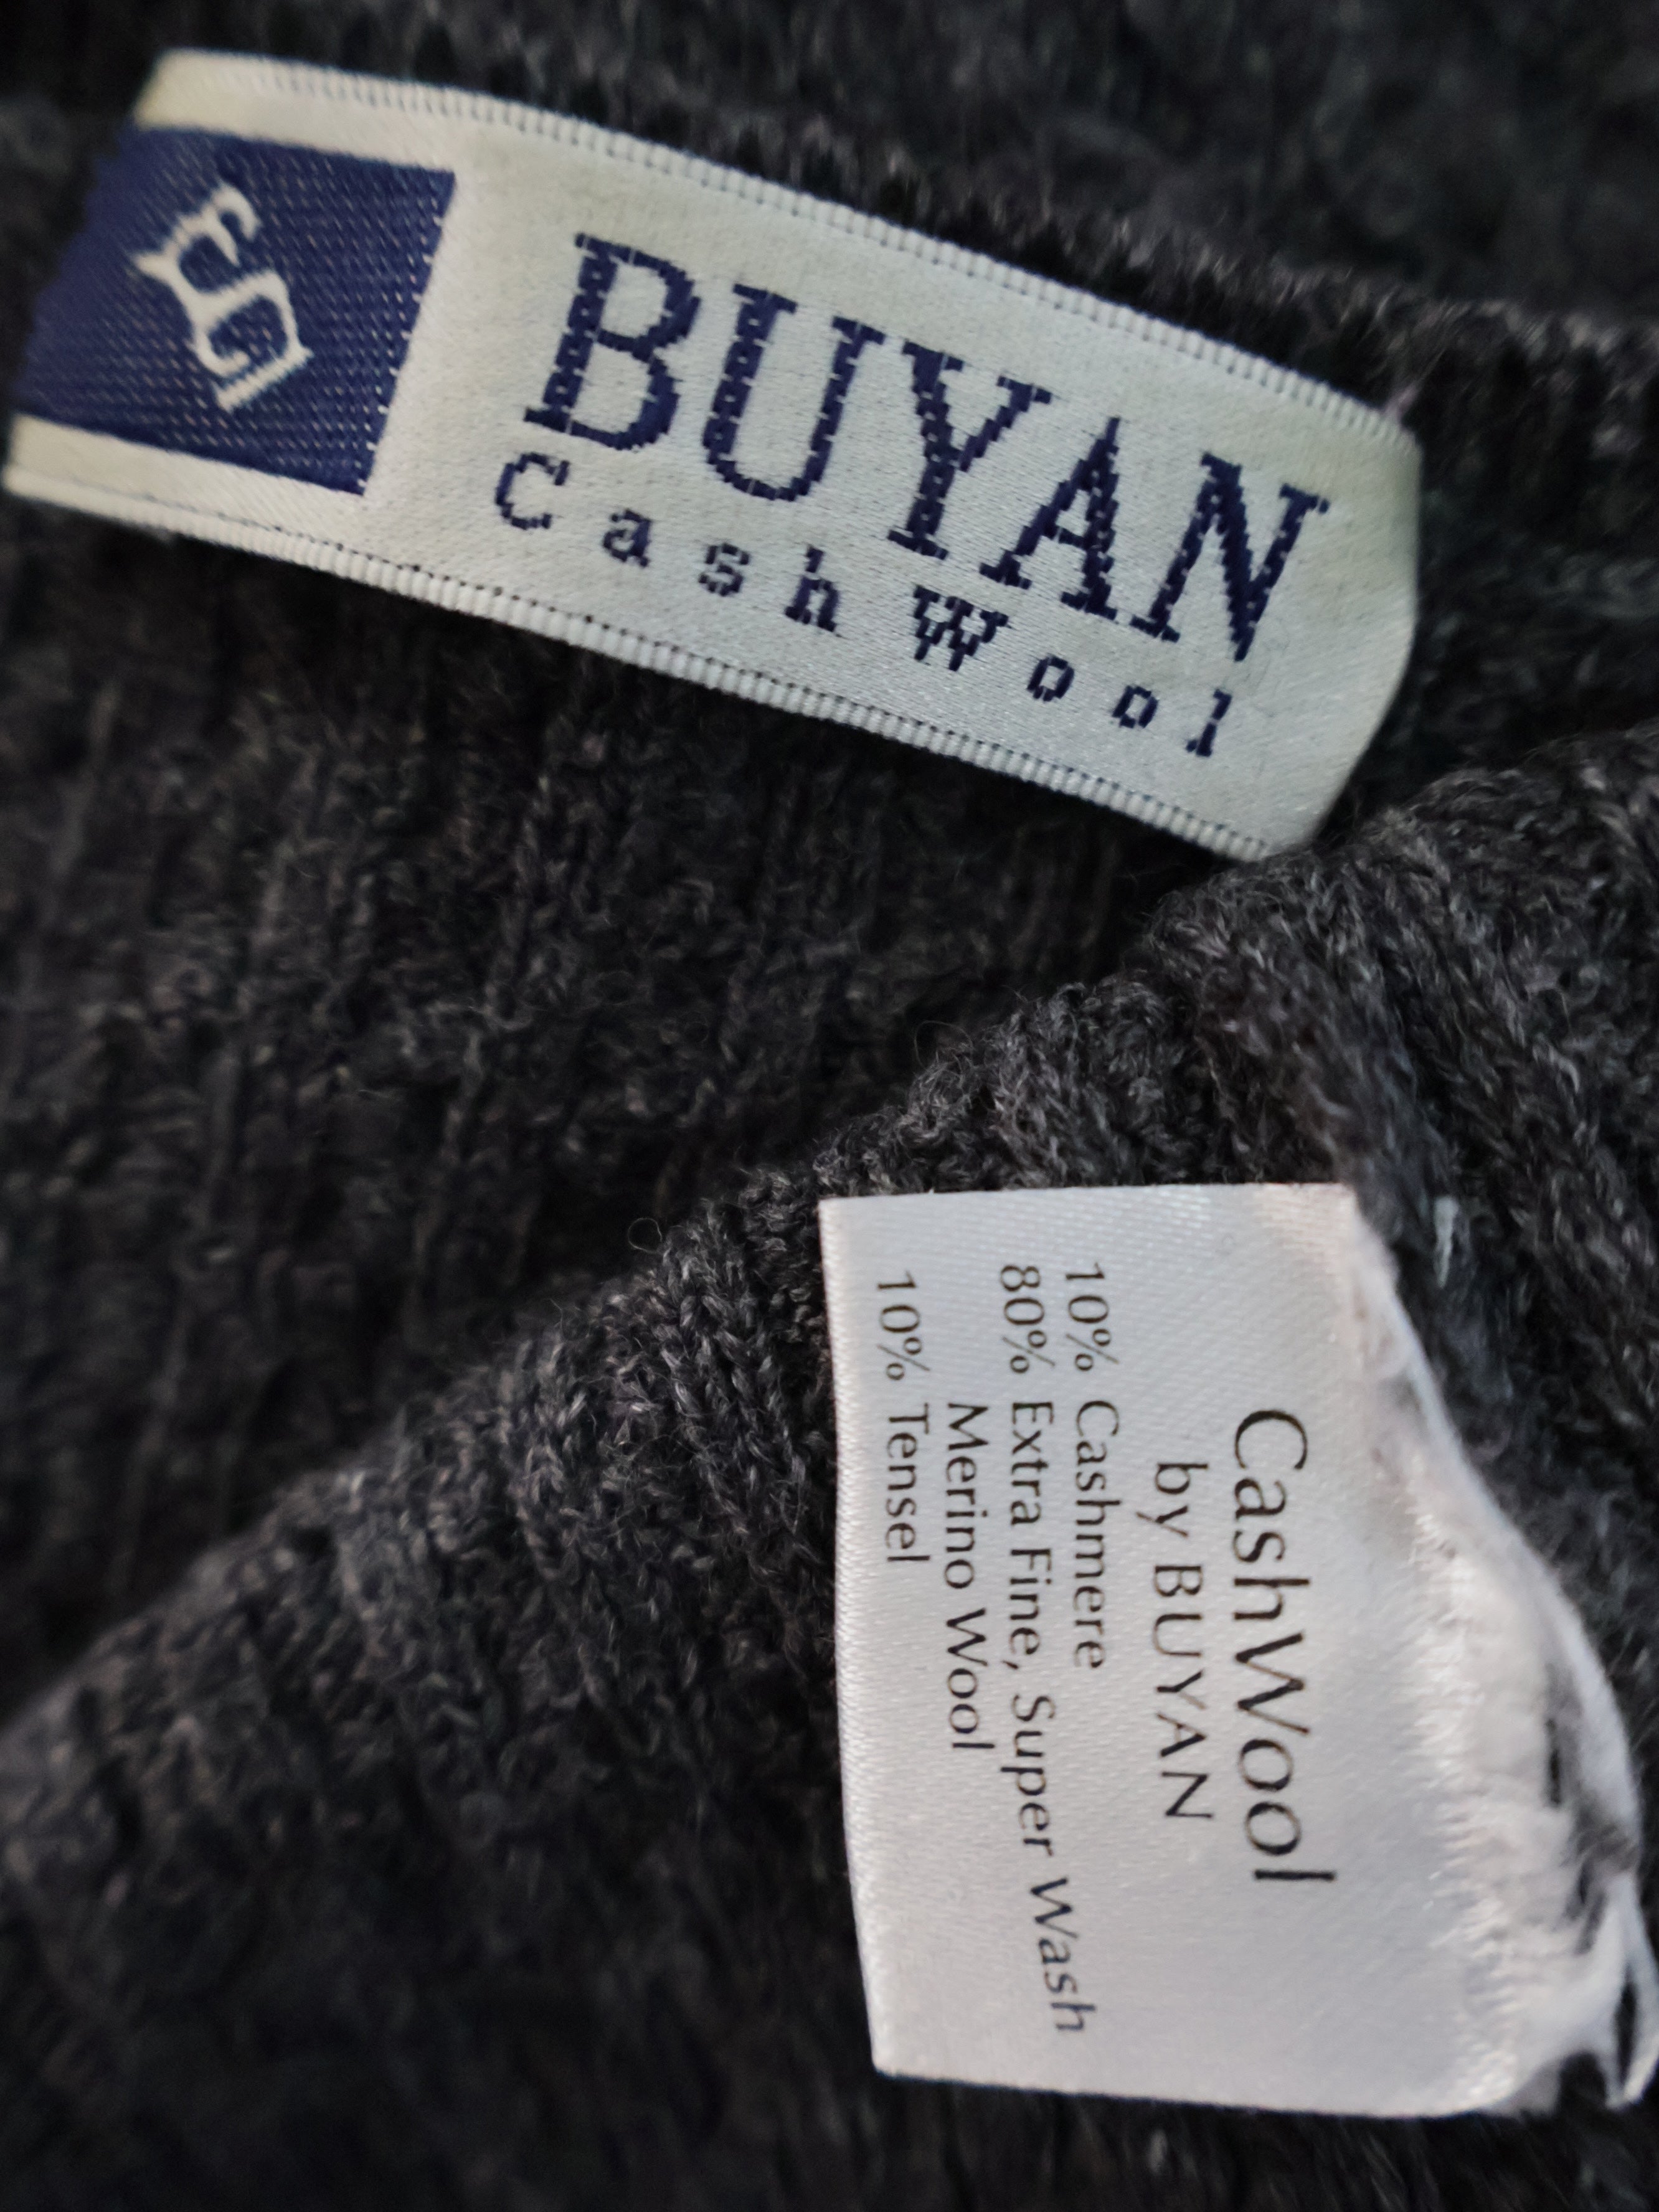 BUYAN
CashWool
CashWool
by BUYAN
10% Cashmere
80% Extra Fine, Super Wash
Merino Wool
10% Tensel